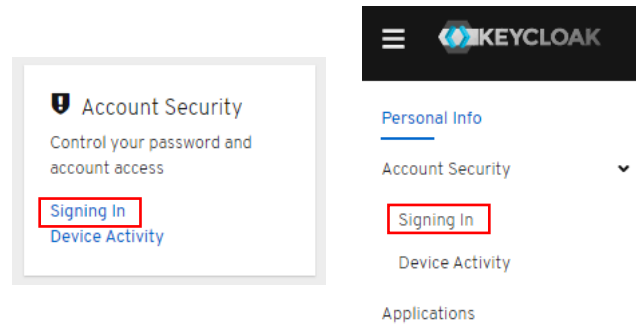 Account Security
Control your password and
account access
Signing In
Device Activity
KEYCLOAK
Personal Info
Account Security
Signing In
Device Activity
Applications